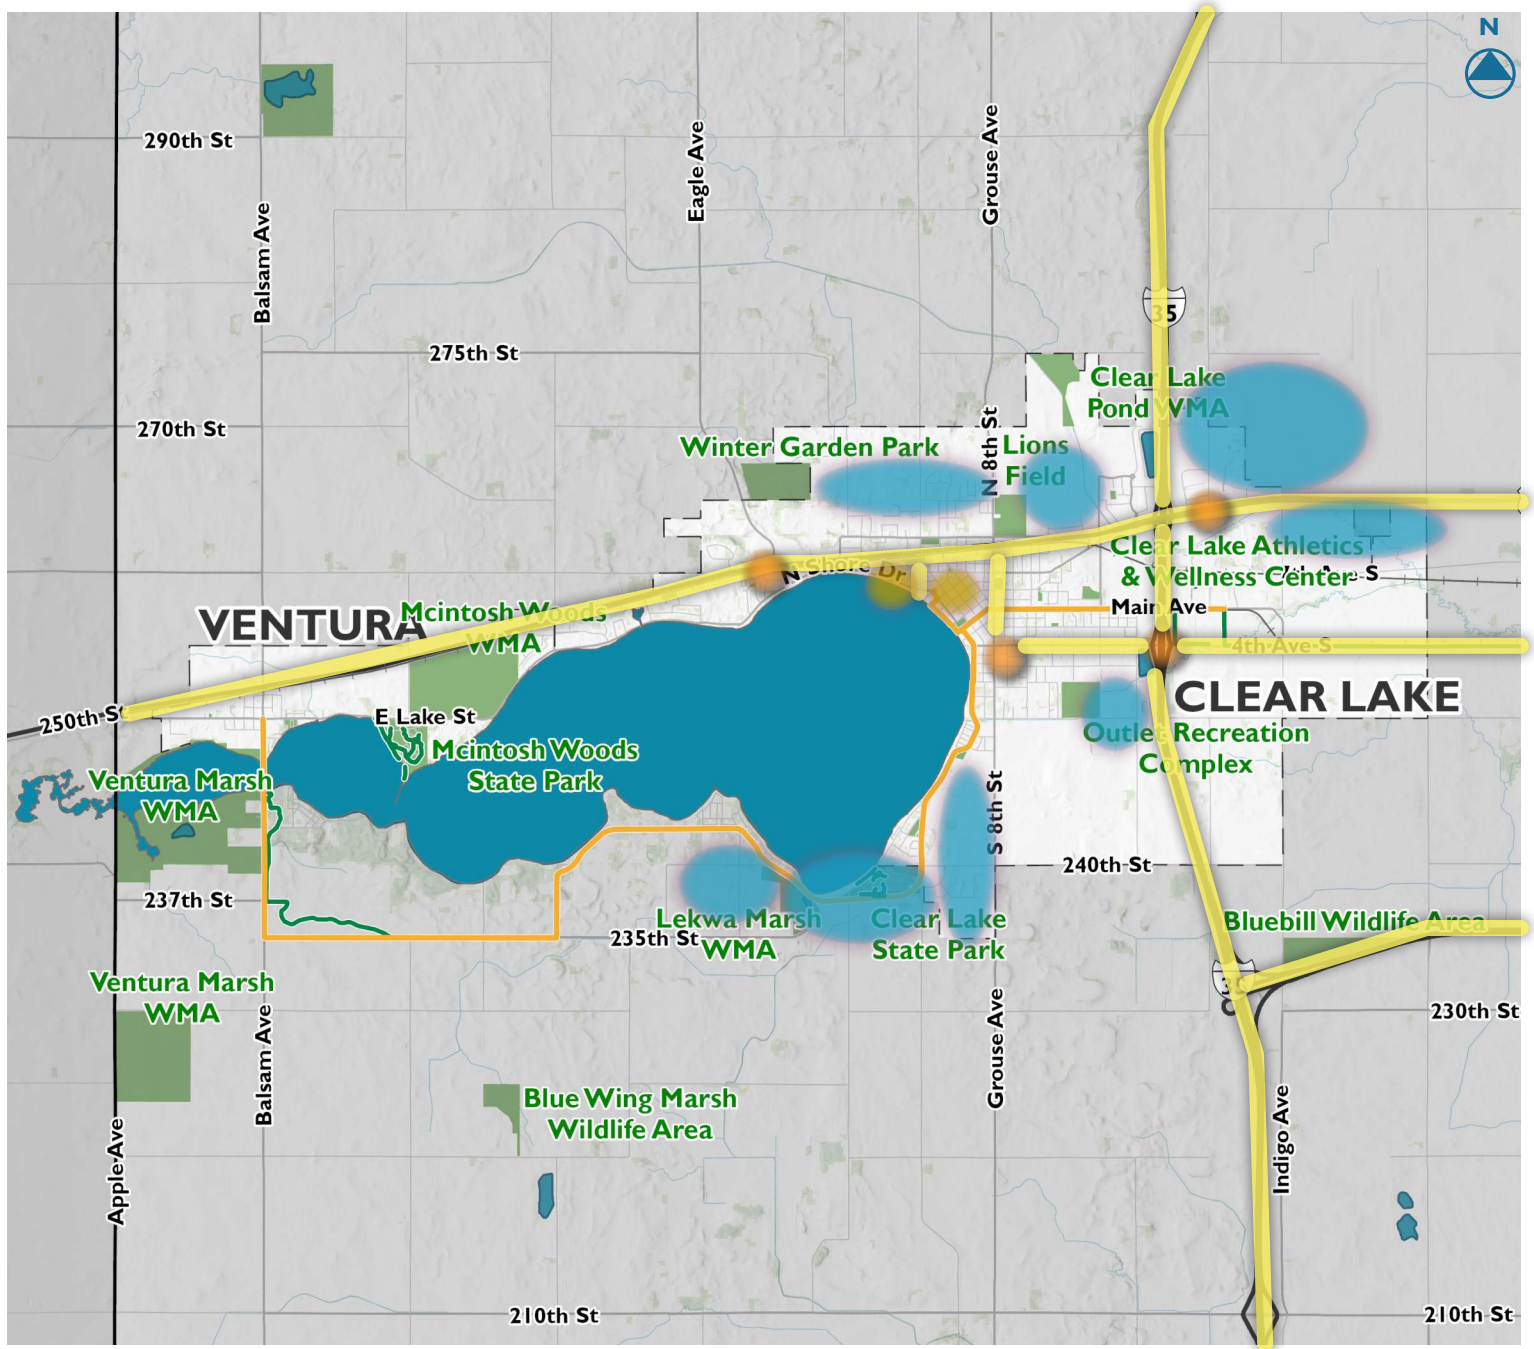 N
290th St
Eagle Ave
Grouse Ave
Balsam Ave
35
275th St
Clear Lake
Pond WMA
270th St
N 8th St
Winter Garden Park
Lions
Field
Clear Lake Athletics
& Wellness Center
7th Ave S
N Shore Dr
Main Ave
Mcintosh Woods
WMA
VENTURA
4th Ave S
CLEAR LAKE
250th St
E Lake St
Outlet Recreation
Complex
Mcintosh Woods
State Park
Ventura Marsh
WMA
S 8th St
240th St
237th St
Lekwa Marsh
WMA
Clear Lake
State Park
235th St
Bluebill Wildlife Area
35
Ventura Marsh
WMA
230th St
Balsam Ave
Grouse Ave
Blue Wing Marsh
Wildlife Area
Apple Ave
Indigo Ave
210th St
210th St